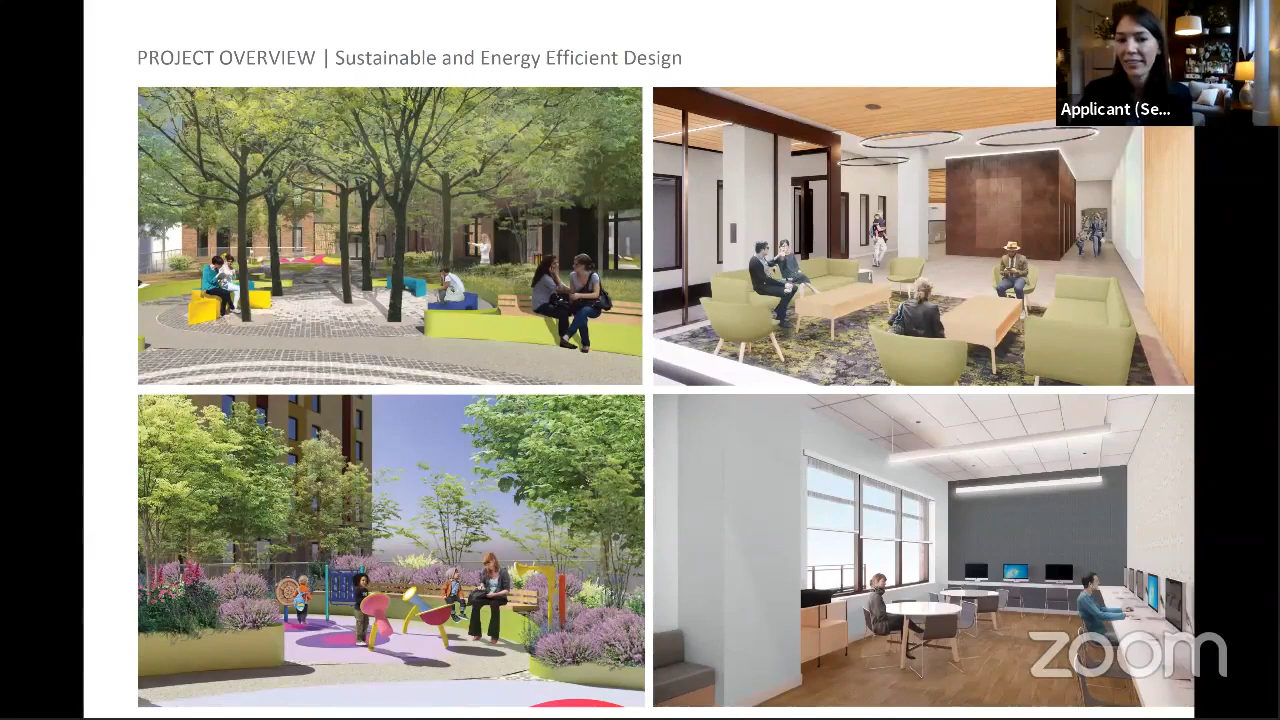 PROJECT OVERVIEW | Sustainable and Energy Efficient Design
Applicant (Se...
zoom